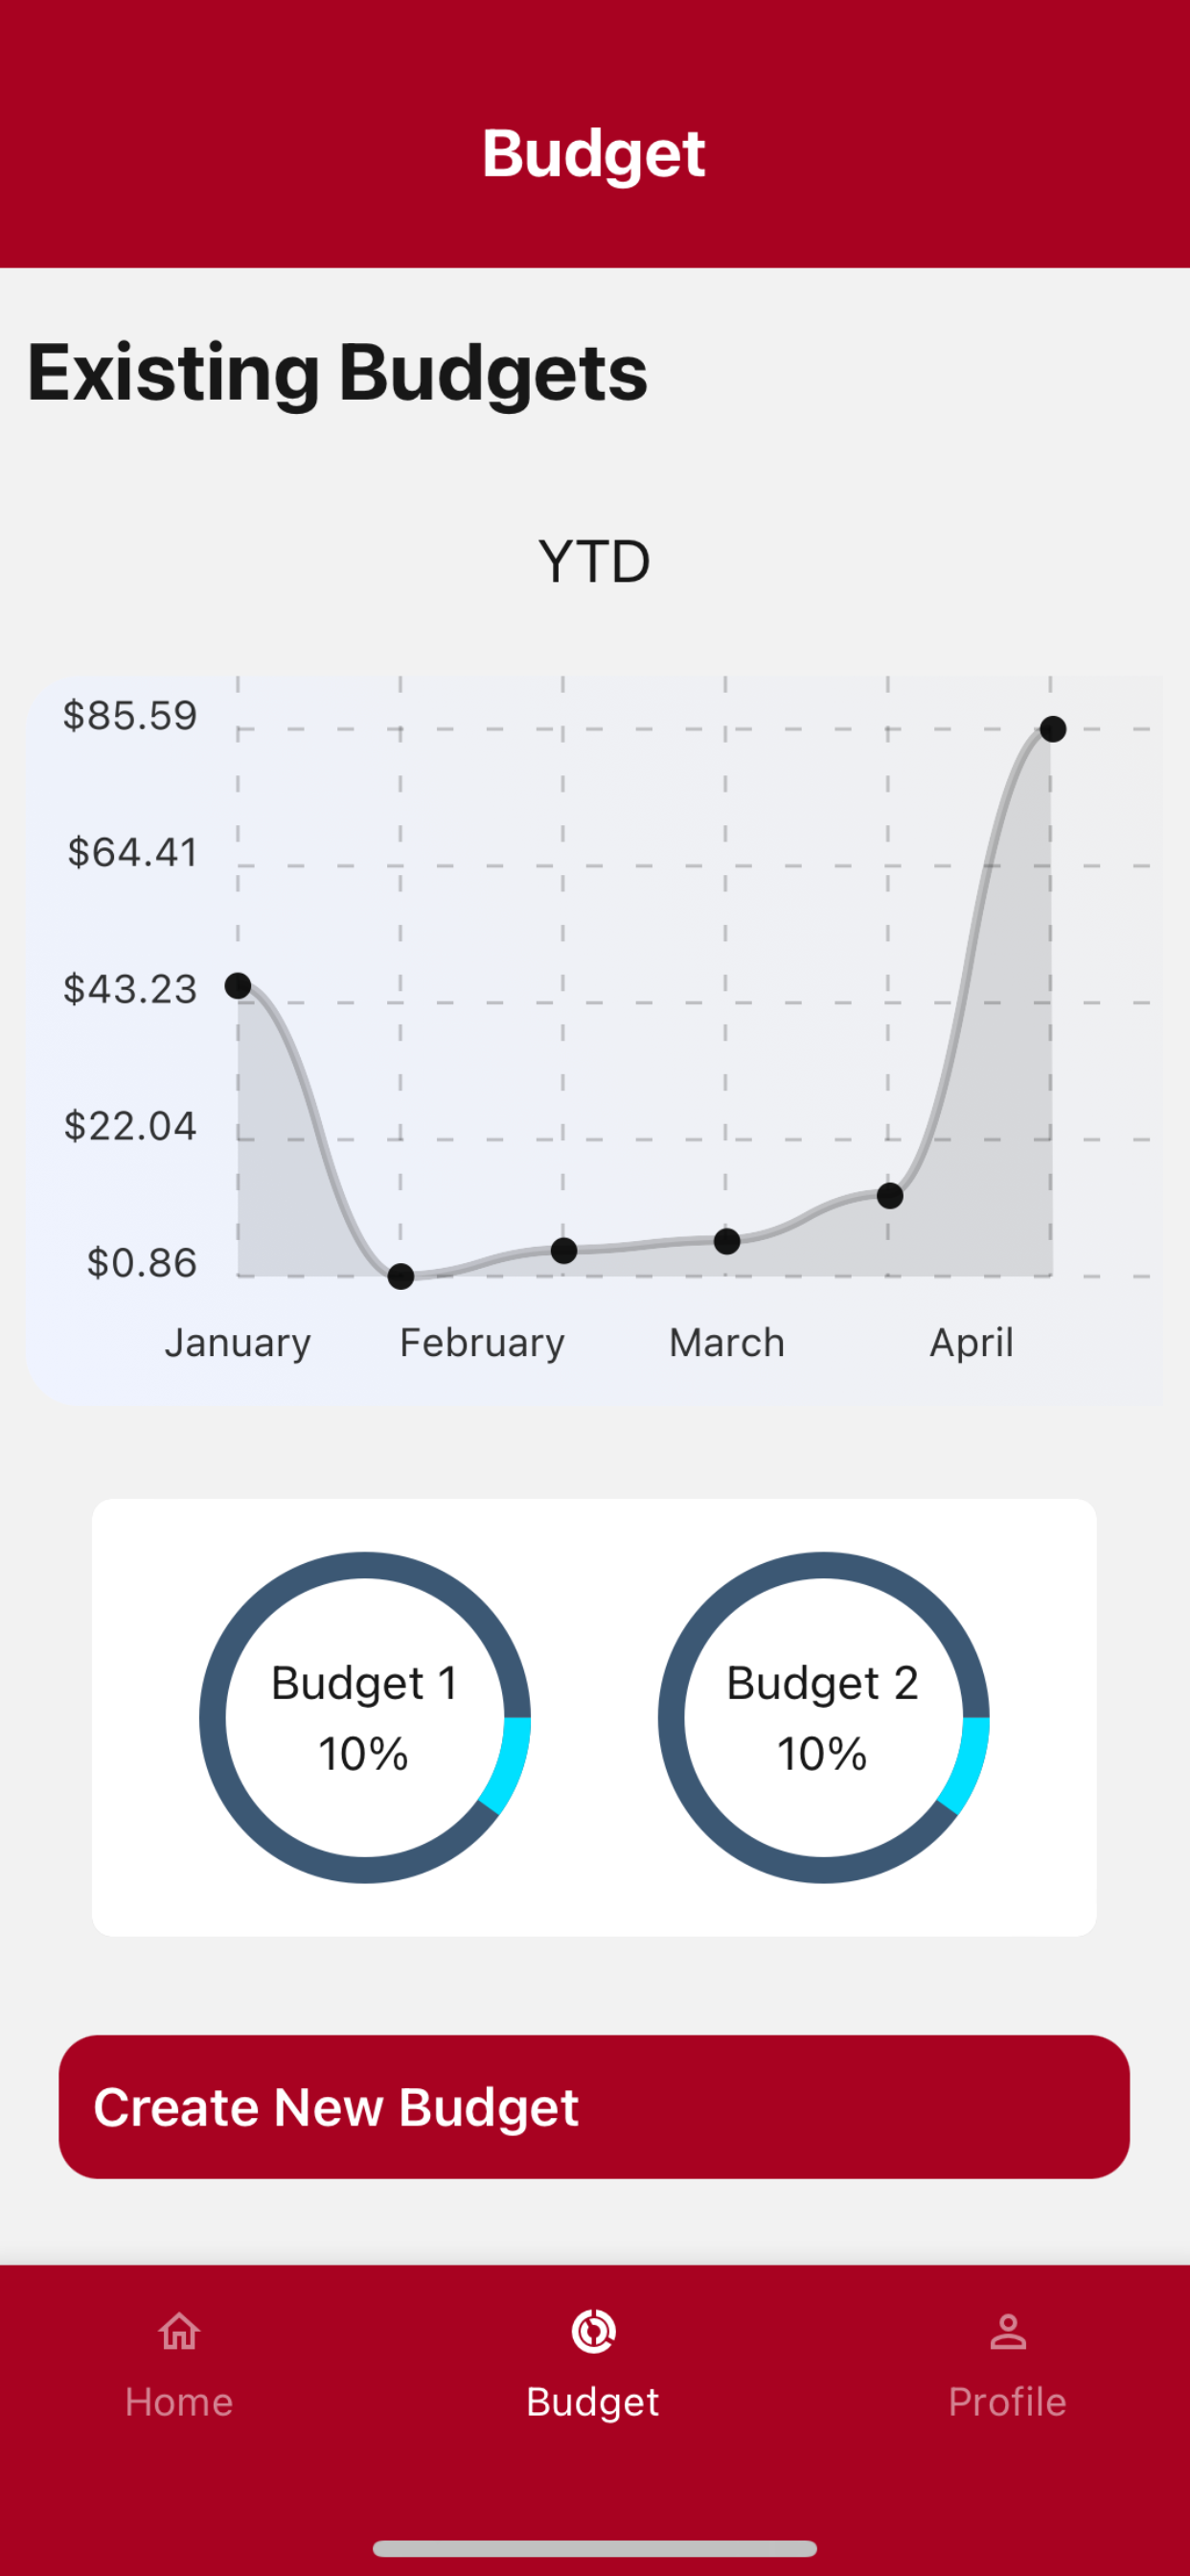 Budget
Existing Budgets
YTD
$85.59
$64.41
$43.23
$22.04
$0.86
January February March April
Budget 1
10%
Budget 2
10%
Create New Budget
Home Budget Profile